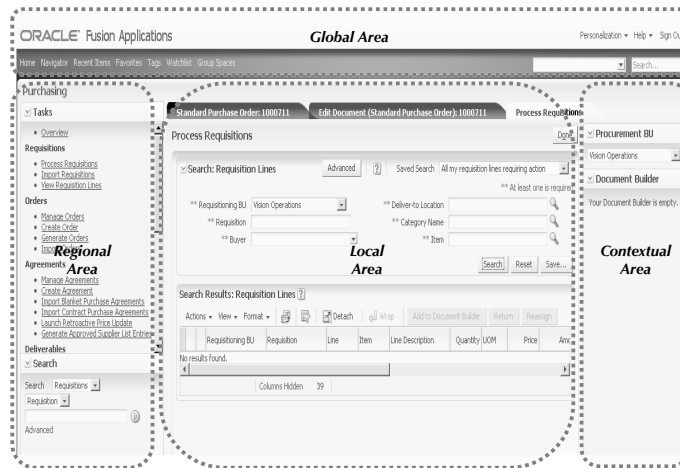 ORACLE® Fusion Applications
Global Area
Personalization Help Sign Ou
Home Navigator Recent Items Favorites Tags Watchlist Group Spaces
Search...
Purchasing
Tasks
Overview
Requisitions
Process Requisitions
Import Requisitions
View Requisition Lines
Orders
Manage Orders
Create Order
Generate Orders
Import
Regional
Area
Agreements
Manage Agreements
Create Agreement
Import Blanket Purchase Agreements
Import Contract Purchase Agreements
Launch Retroactive Price Update
Generate Approved Supplier List Entries
Deliverables
Search
Search Requisitions
Requisition
Advanced
Standard Purchase Order: 1000711
Edit Document (Standard Purchase Order): 1000711
Process Requisitions
Process Requisitions
Done
Search: Requisition Lines
Advanced
?
Saved Search All my requisition lines requiring action
** At least one is required
** Requisitioning BU Vision Operations
** Deliver-to Location
** Requisition
** Category Name
** Buyer
** Item
Local
Area
Search Reset Save...
Search Results: Requisition Lines ?
Actions View Format Detach Wrap Add to Document Builder Return Reassign
Requisitioning BU Requisition Line Item Line Description Quantity UOM Price Amo
No results found.
Columns Hidden 39
Procurement BU
Vision Operations
Document Builder
Your Document Builder is empty.
Contextual
Area